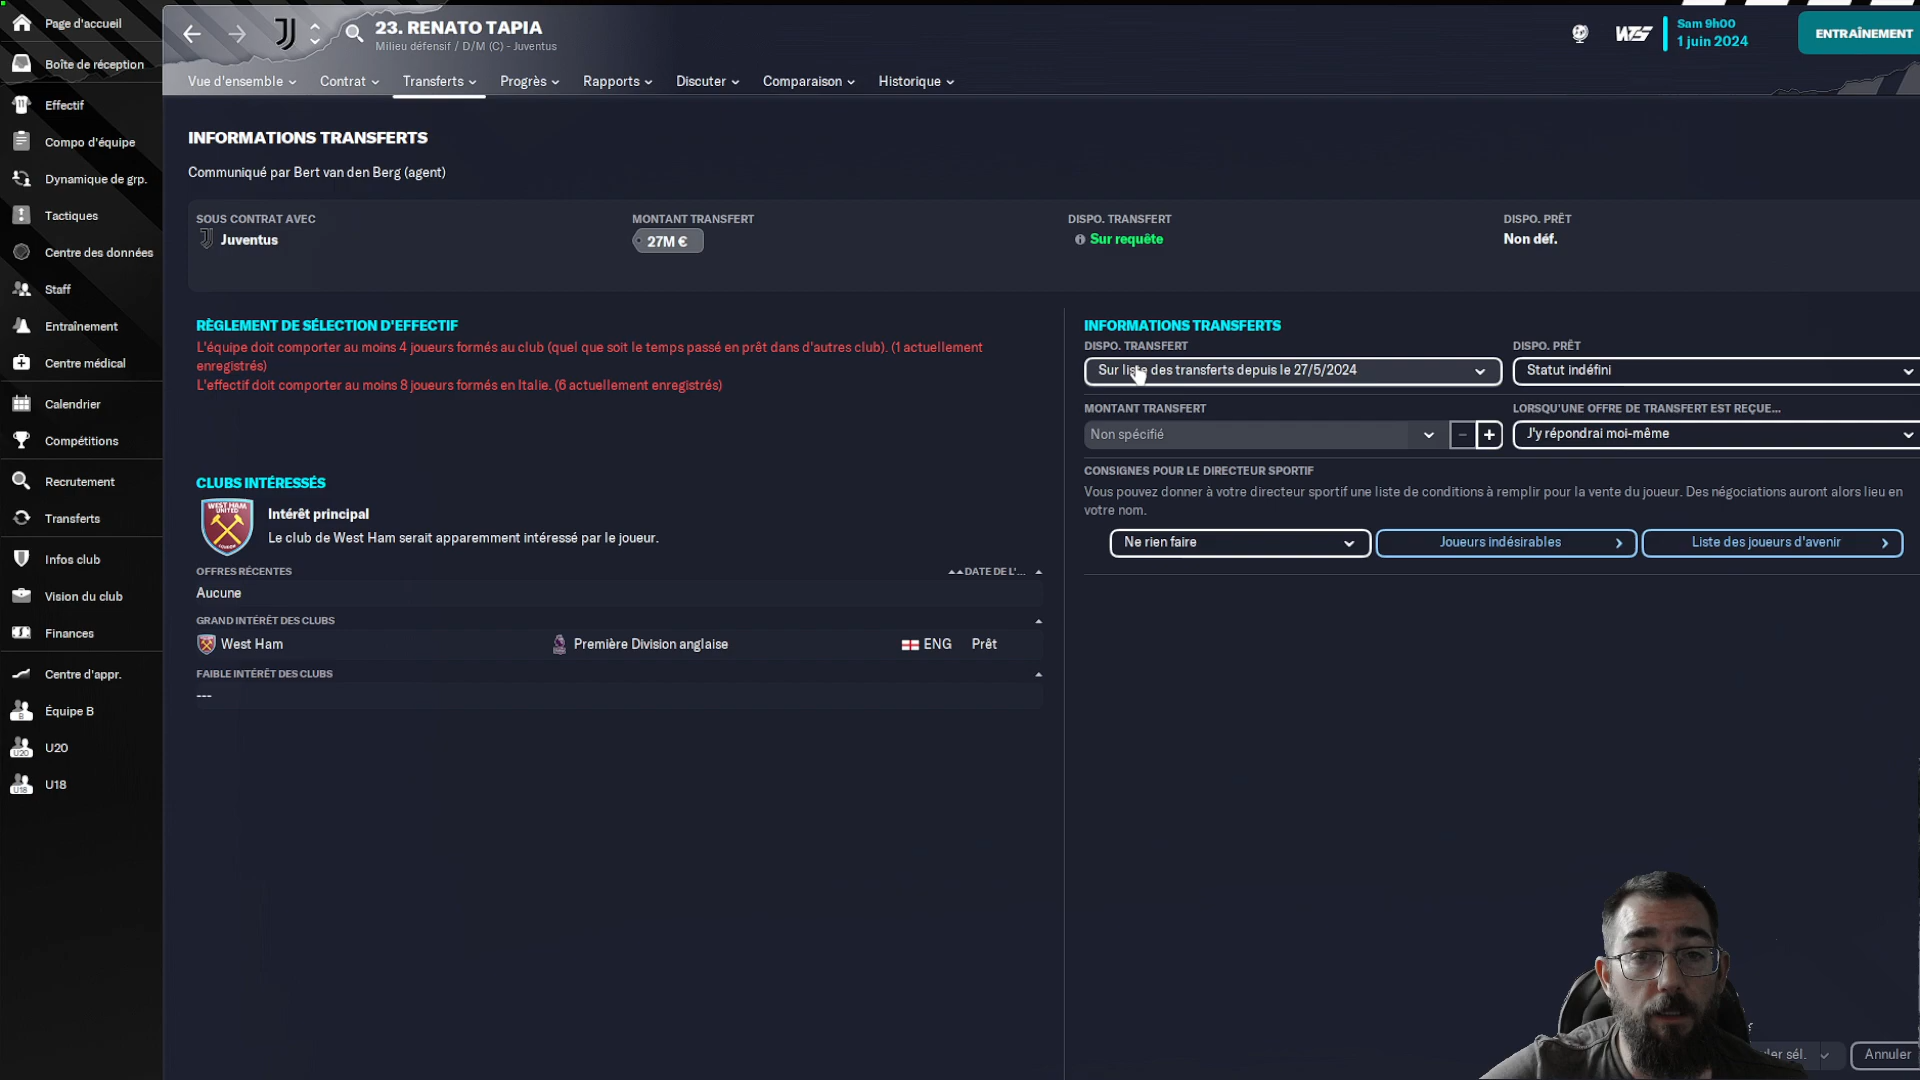 Page d'accueil
Boîte de réception
Effectif
Compo d'équipe
Dynamique de grp.
Tactiques
Centre des données
Staff
Entraînement
Centre médical
Calendrier
Compétitions
Recrutement
Transferts
Infos club
Vision du club
Finances
Centre d'appr.
Équipe B
U20
U18
23. RENATO TAPIA
Milieu défensif / D/M (C) - Juventus
Sam 9h00
1 juin 2024
ENTRAÎNEMENT
Vue d'ensemble Contrat Transferts Progrès Rapports Discuter Comparaison Historique
INFORMATIONS TRANSFERTS
Communiqué par Bert van den Berg (agent)
SOUS CONTRAT AVEC
Juventus
MONTANT TRANSFERT
27M €
DISPO. TRANSFERT
Sur requête
DISPO. PRÊT
Non déf.
RÈGLEMENT DE SÉLECTION D'EFFECTIF
L'équipe doit comporter au moins 4 joueurs formés au club (quel que soit le temps passé en prêt dans d'autres club). (1 actuellement
enregistrés)
L'effectif doit comporter au moins 8 joueurs formés en Italie. (6 actuellement enregistrés)
CLUBS INTÉRESSÉS
Intérêt principal
Le club de West Ham serait apparemment intéressé par le joueur.
OFFRES RÉCENTES DATE DE L'...
Aucune
GRAND INTÉRÊT DES CLUBS
West Ham Première Division anglaise ENG Prêt
FAIBLE INTÉRÊT DES CLUBS
---
INFORMATIONS TRANSFERTS
DISPO. TRANSFERT
Sur liste des transferts depuis le 27/5/2024
DISPO. PRÊT
Statut indéfini
MONTANT TRANSFERT
Non spécifié
LORSQU'UNE OFFRE DE TRANSFERT EST REÇUE...
J'y répondrai moi-même
CONSIGNES POUR LE DIRECTEUR SPORTIF
Vous pouvez donner à votre directeur sportif une liste de conditions à remplir pour la vente du joueur. Des négociations auront alors lieu en
votre nom.
Ne rien faire
Joueurs indésirables
Liste des joueurs d'avenir
sél.
Annuler